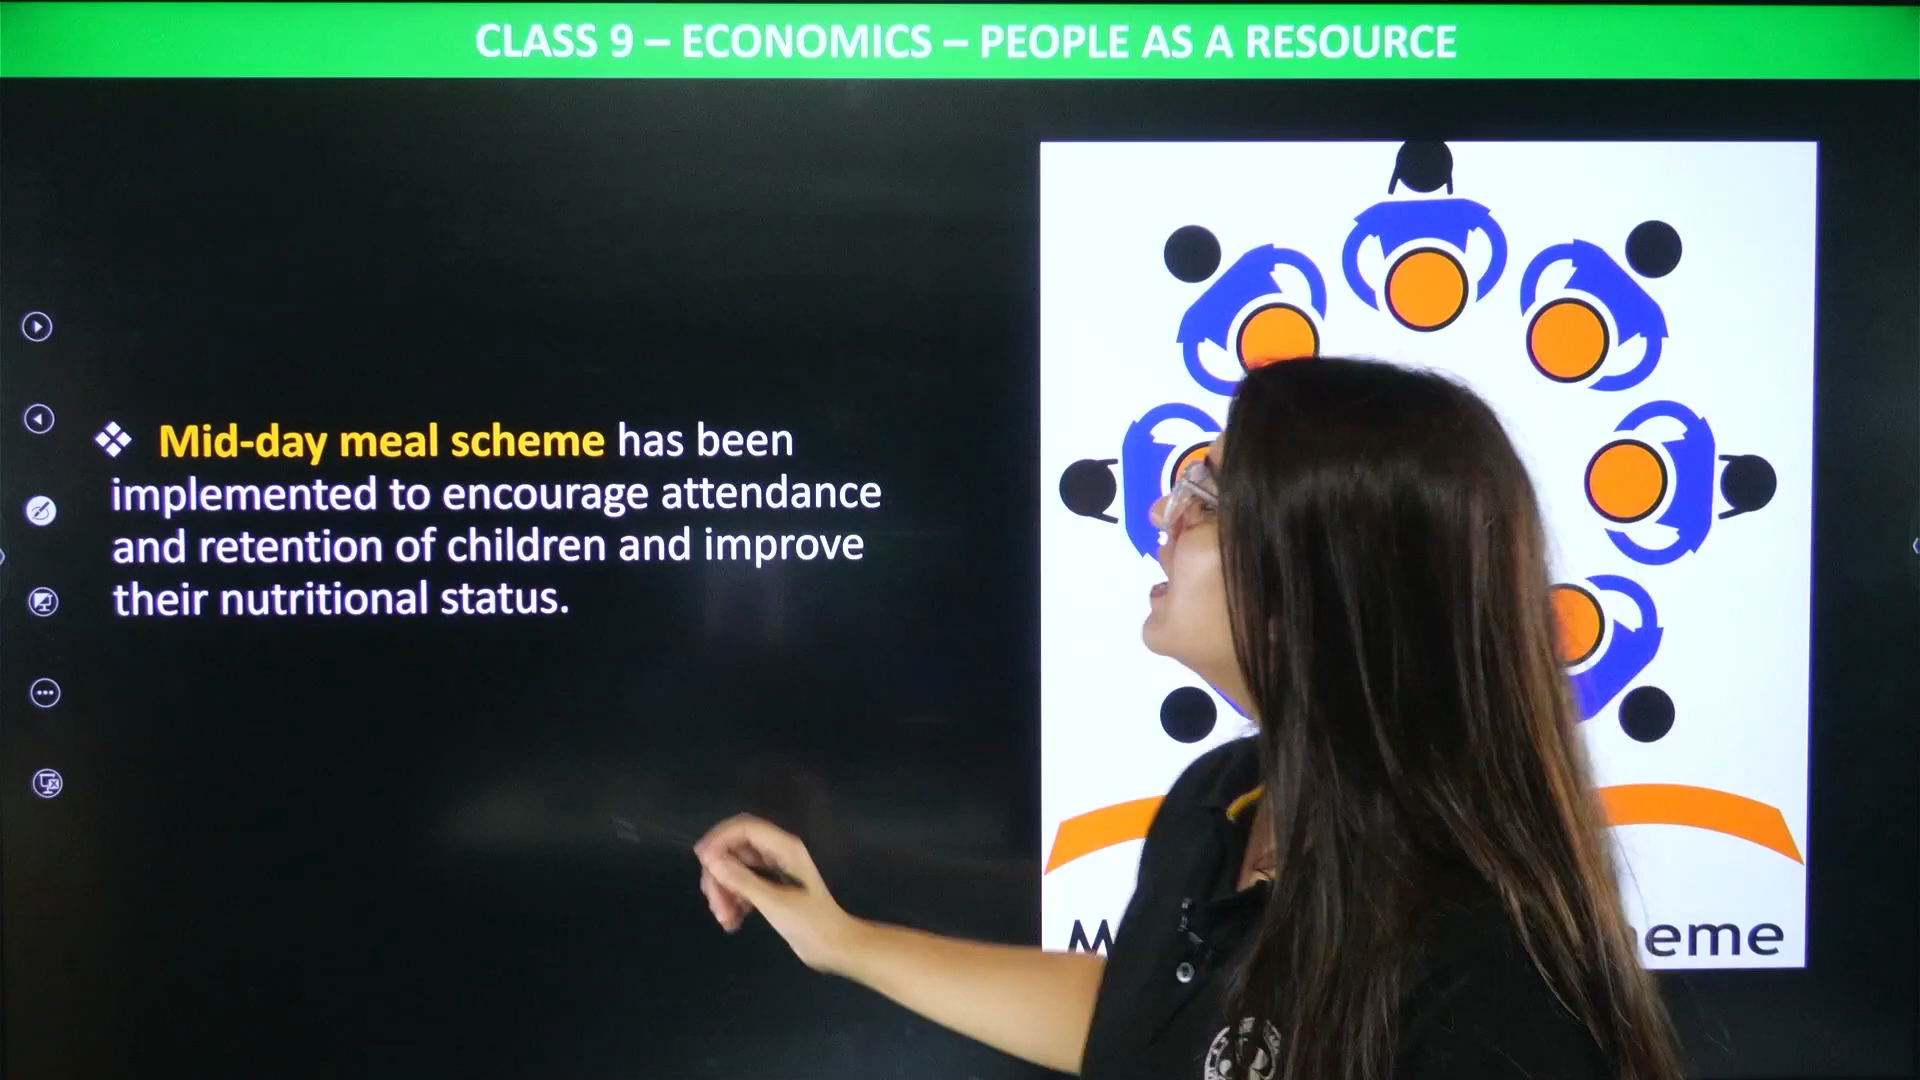 CLASS 9 – ECONOMICS – PEOPLE AS A RESOURCE
❖ Mid-day meal scheme has been
implemented to encourage attendance
and retention of children and improve
their nutritional status.